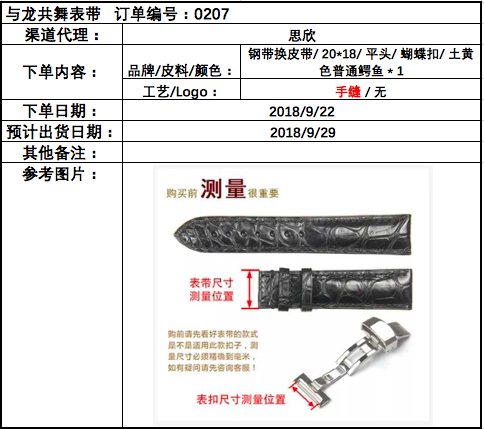 与龙共舞表带 订单编号：0207
渠道代理： 思欣
下单内容： 品牌/皮料/颜色： 钢带换皮带/ 20*18/ 平头/ 蝴蝶扣/ 土黄
色普通鳄鱼 * 1
工艺/Logo： 手缝 / 无
下单日期： 2018/9/22
预计出货日期： 2018/9/29
其他备注：
参考图片：
购买前 测量 很重要
表带尺寸
测量位置
购前请先看好表带的款式
是不是适用此款扣子，测
量尺寸必须精确到毫米，
如有疑问请先咨询客服！
表扣尺寸测量位置